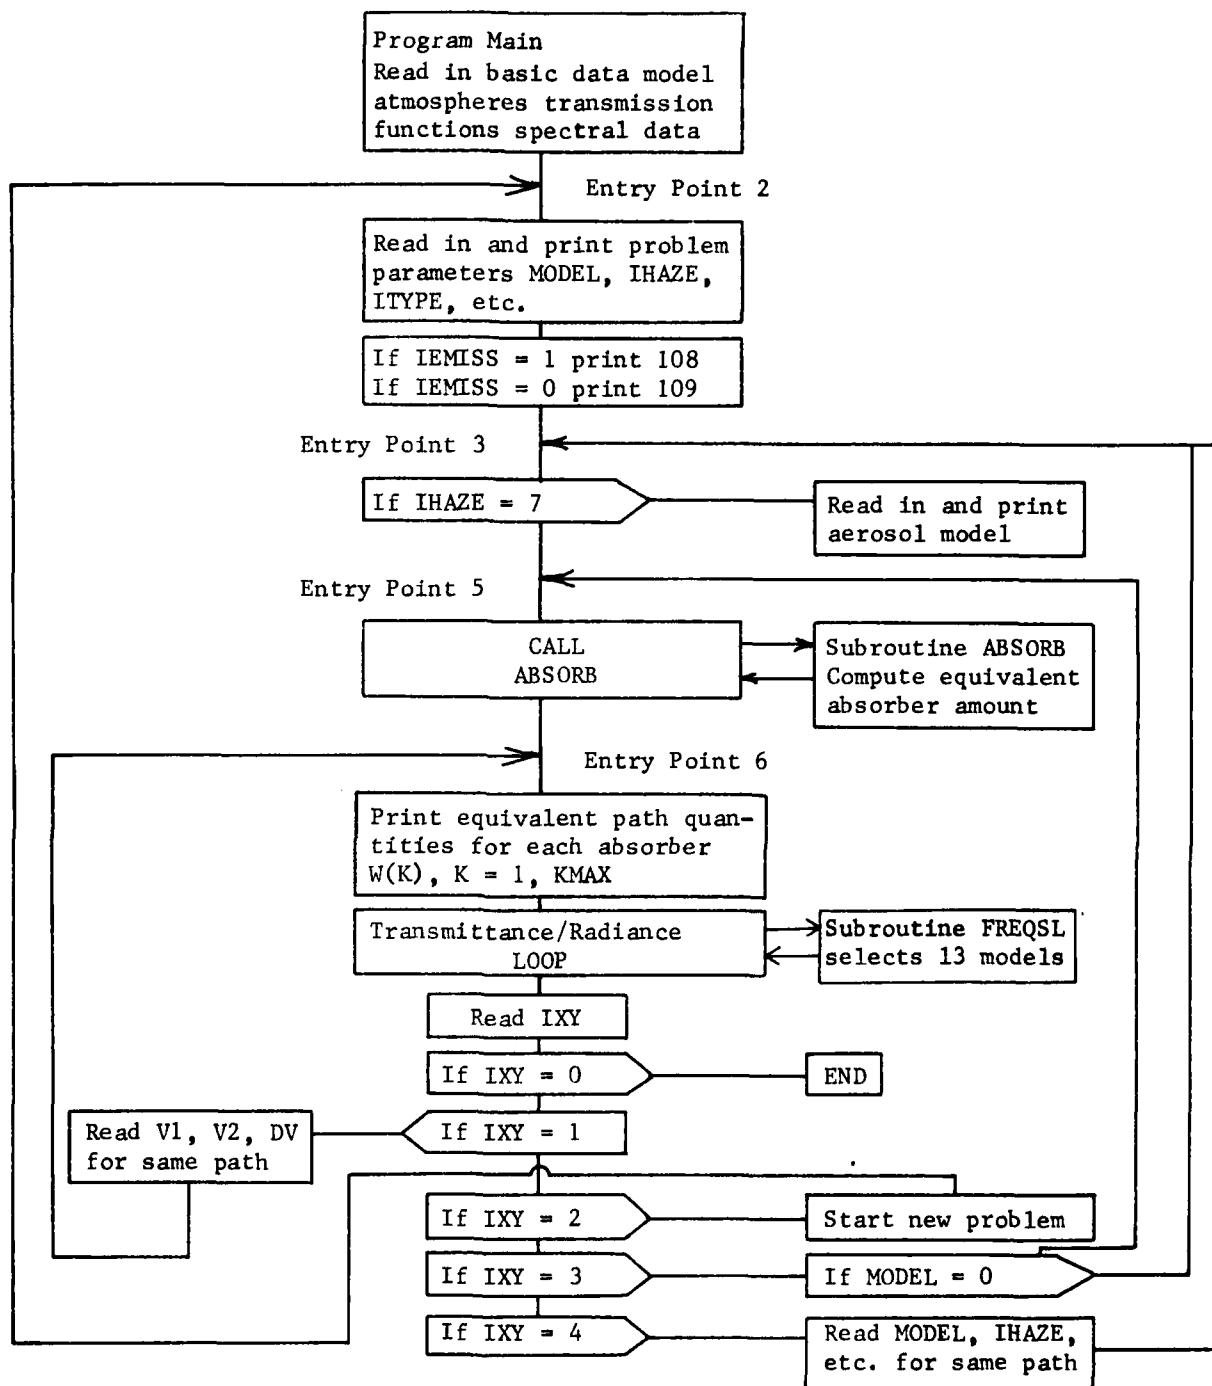 Program Main
Read in basic data model
atmospheres transmission
functions spectral data
Entry Point 2
Read in and print problem
parameters MODEL, IHAZE,
ITYPE, etc.
If IEMISS = 1 print 108
If IEMISS = 0 print 109
Entry Point 3
If IHAZE = 7
Read in and print
aerosol model
Entry Point 5
CALL
ABSORB
Subroutine ABSORB
Compute equivalent
absorber amount
Entry Point 6
Print equivalent path quan-
tities for each absorber
W(K), K = 1, KMAX
Transmittance/Radiance
LOOP
Subroutine FREQSL
selects 13 models
Read IXY
If IXY = 0
END
If IXY = 1
Read V1, V2, DV
for same path
If IXY = 2
Start new problem
If IXY = 3
If MODEL = 0
If IXY = 4
Read MODEL, IHAZE,
etc. for same path